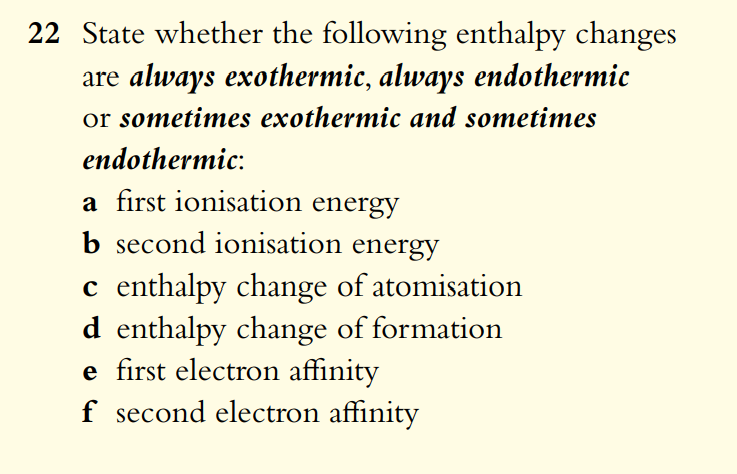 22 State whether the following enthalpy changes
are always exothermic, always endothermic
or sometimes exothermic and sometimes
endothermic:
a first ionisation energy
b second ionisation energy
c enthalpy change of atomisation
d enthalpy change of formation
e first electron affinity
f second electron affinity